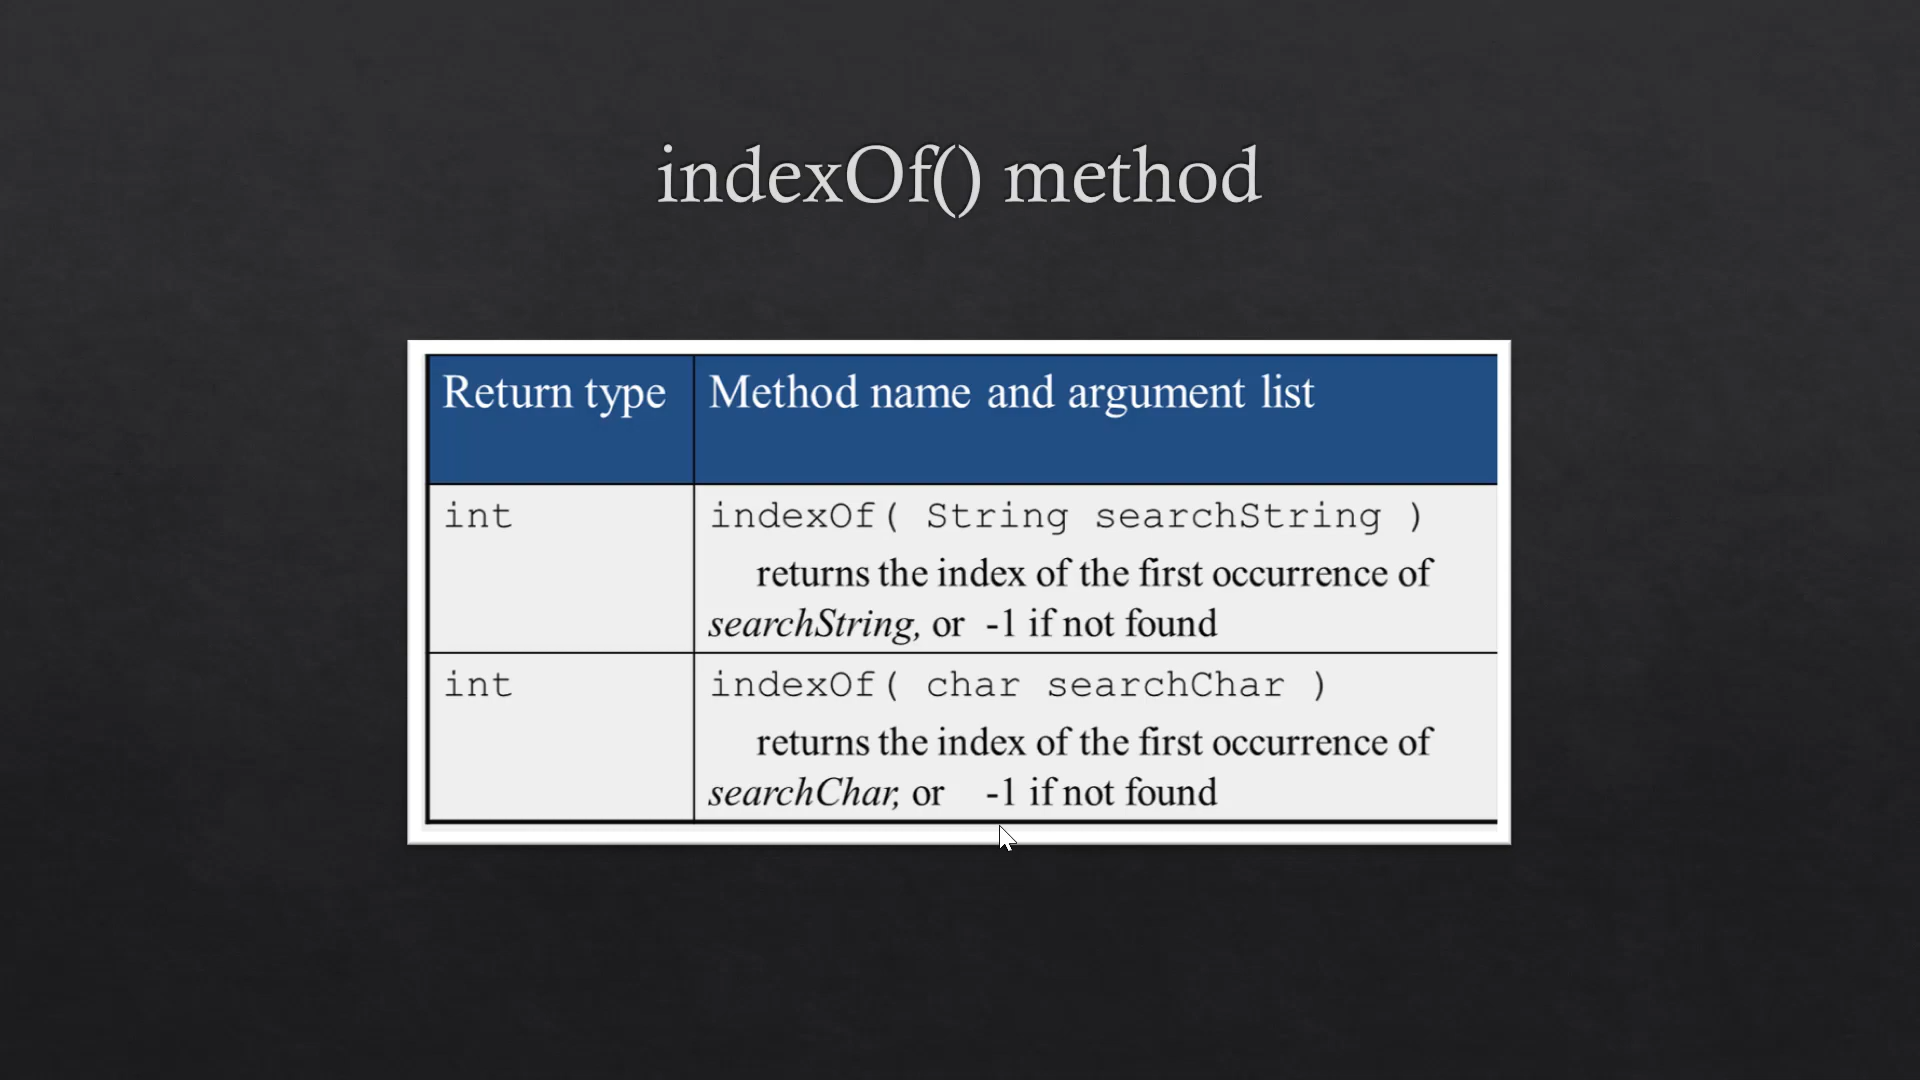 indexOf() method
Return type
Method name and argument list
int
indexOf( String searchString )
returns the index of the first occurrence of
searchString, or -1 if not found
int
indexOf( char searchChar )
returns the index of the first occurrence of
searchChar, or -1 if not found